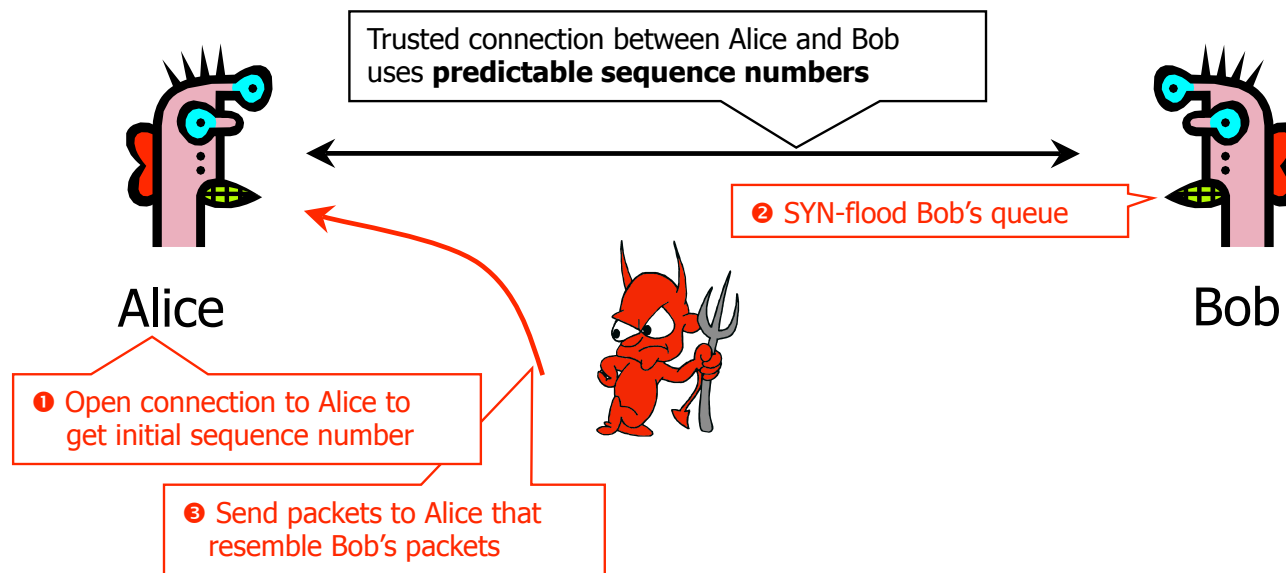 Trusted connection between Alice and Bob
uses predictable sequence numbers
❷ SYN-flood Bob’s queue
Alice
Bob
❶ Open connection to Alice to
get initial sequence number
❸ Send packets to Alice that
resemble Bob’s packets